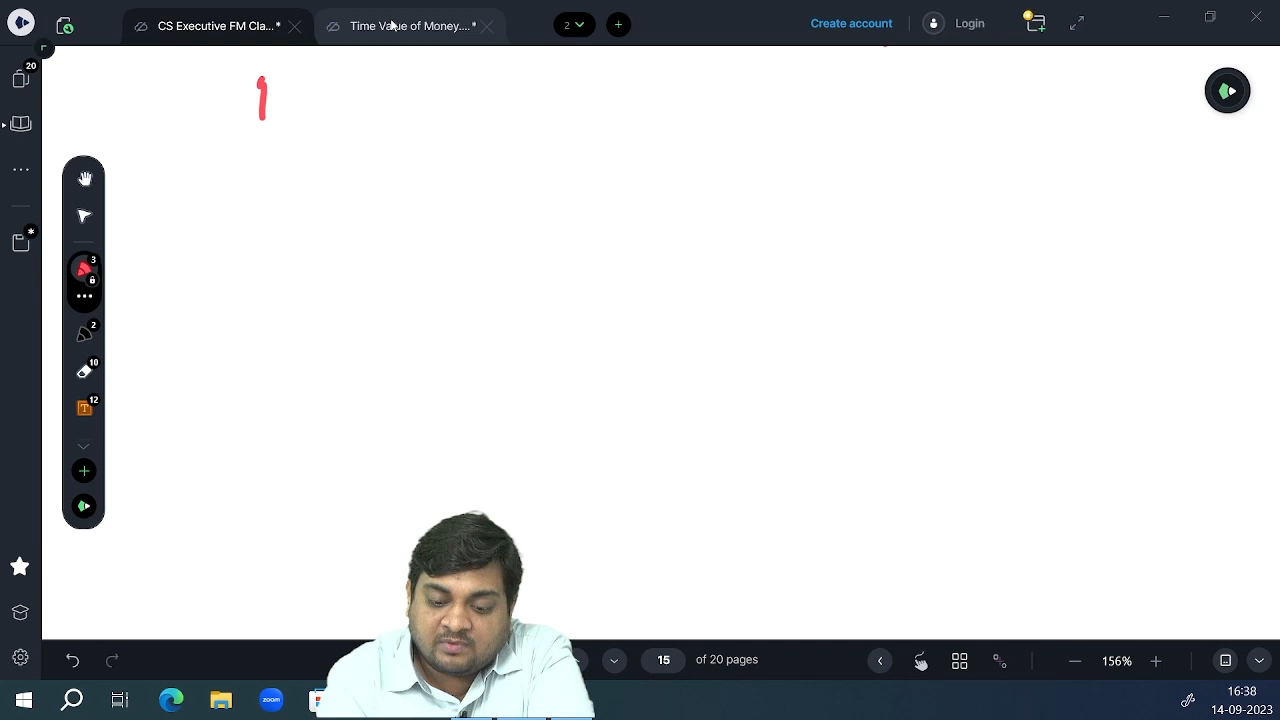 CS Executive FM Cla... *
Time Value of Money.... *
2
Create account
Login
20
1
*
3
2
10
T
12
15
of 20 pages
156%
zoom
16:38
14-09-2023